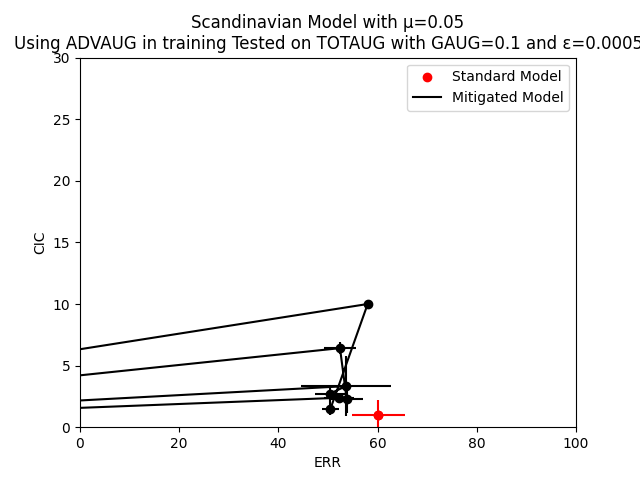 Scandinavian Model with μ=0.05
Using ADVAUG in training Tested on TOTAUG with GAUG=0.1 and ε=0.0005
30
25
20
15
10
5
0
CIC
Standard Model
Mitigated Model
0 20 40 60 80 100
ERR